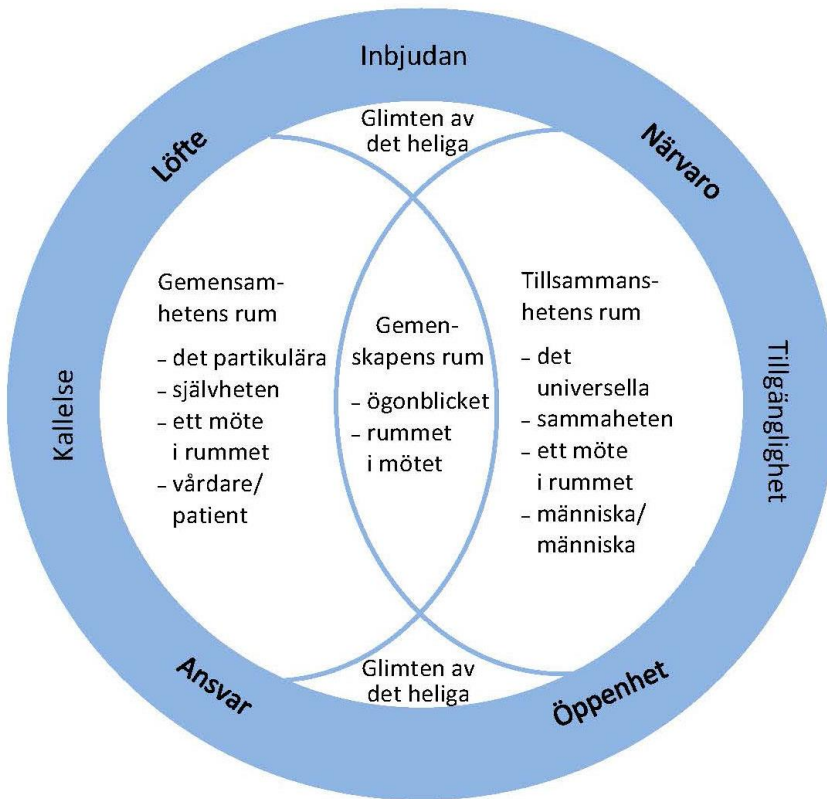 Inbjudan
Löfte
Närvaro
Kallelse
Tillgänglighet
Ansvar
Öppenhet
Glimten av
det heliga
Gemensam-
hetens rum
– det partikulära
– självheten
– ett möte
i rummet
– vårdare/
patient
Gemen-
skapens rum
– ögonblicket
– rummet
i mötet
Tillsammans-
hetens rum
– det
universella
– sammaheten
– ett möte
i rummet
– människa/
människa
Glimten av
det heliga